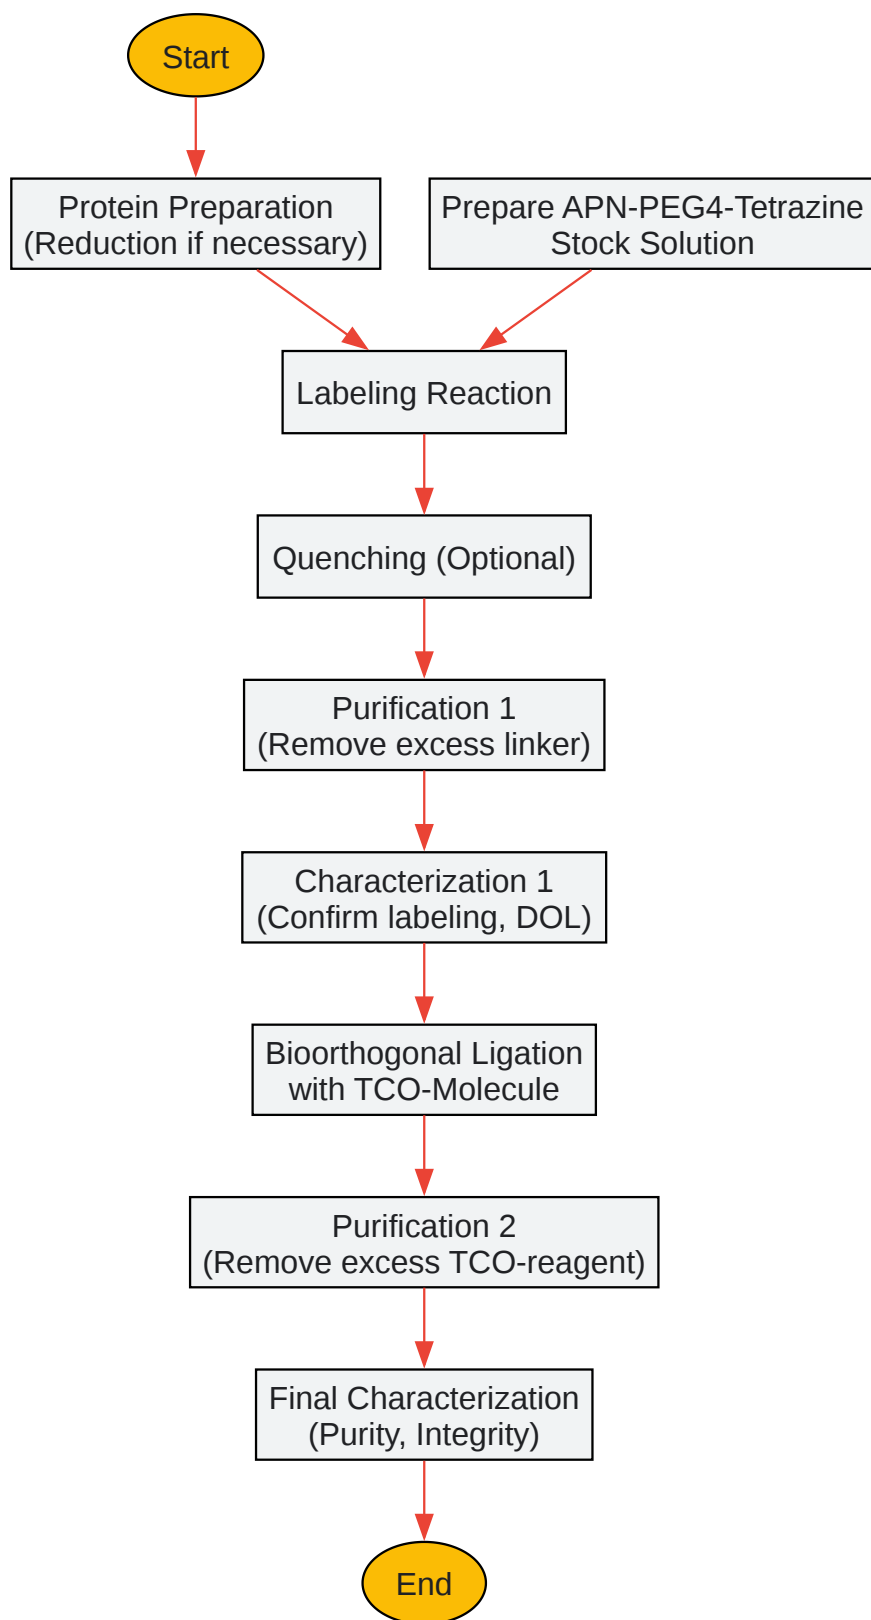 Start
Protein Preparation
(Reduction if necessary)
Prepare APN-PEG4-Tetrazine
Stock Solution
Labeling Reaction
Quenching (Optional)
Purification 1
(Remove excess linker)
Characterization 1
(Confirm labeling, DOL)
Bioorthogonal Ligation
with TCO-Molecule
Purification 2
(Remove excess TCO-reagent)
Final Characterization
(Purity, Integrity)
End